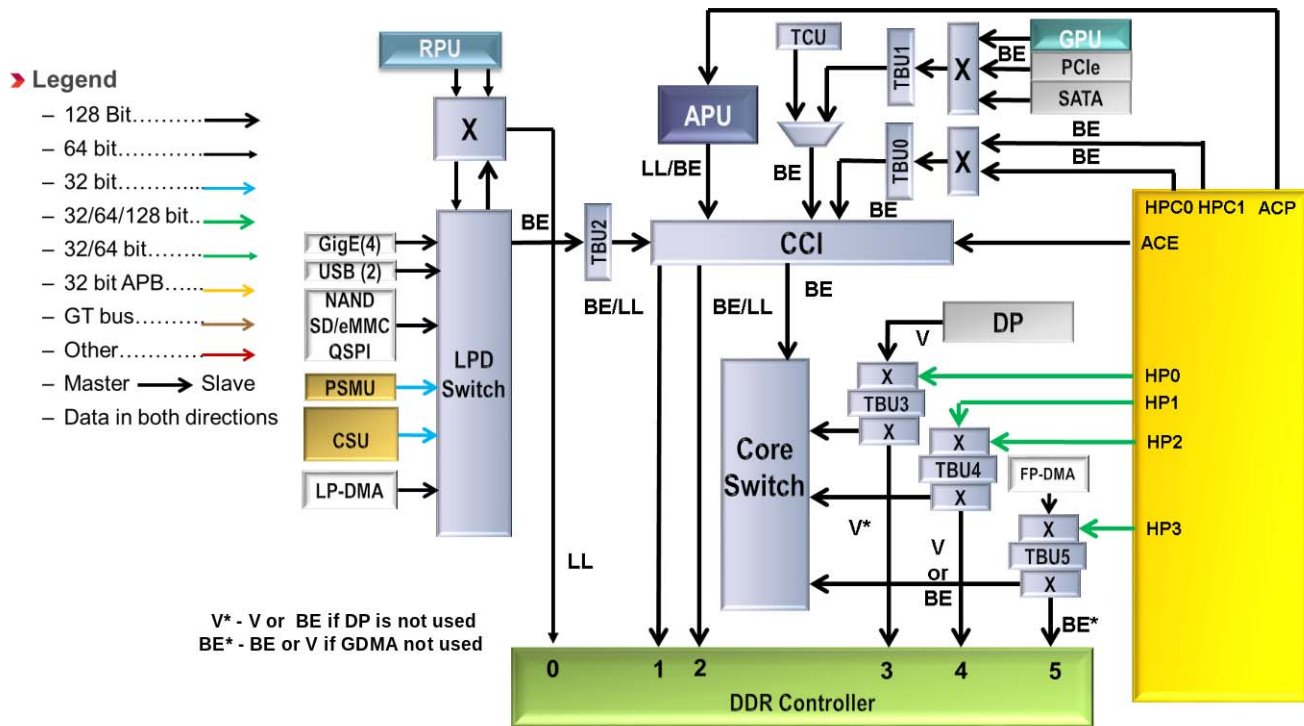 Legend
– 128 Bit..........
– 64 bit............
– 32 bit............
– 32/64/128 bit..
– 32/64 bit.......
– 32 bit APB......
– GT bus..........
– Other............
– Master Slave
– Data in both directions
RPU
X
GigE(4)
USB (2)
NAND
SD/eMMC
QSPI
PSMU
CSU
LP-DMA
LPD
Switch
BE
TBU2
LL
BE/LL
BE/LL
BE
APU
LL/BE
TCU
BE
TBU1
X
BE
GPU
PCIe
SATA
TBU0
X
BE
BE
BE
CCI
HPC0 HPC1 ACP
ACE
HP0
HP1
HP2
HP3
DP
V
X
TBU3
X
X
TBU4
X
FP-DMA
X
TBU5
X
Core
Switch
V*
V
or
BE
BE*
V* - V or BE if DP is not used
BE* - BE or V if GDMA not used
0 1 2 3 4 5
DDR Controller